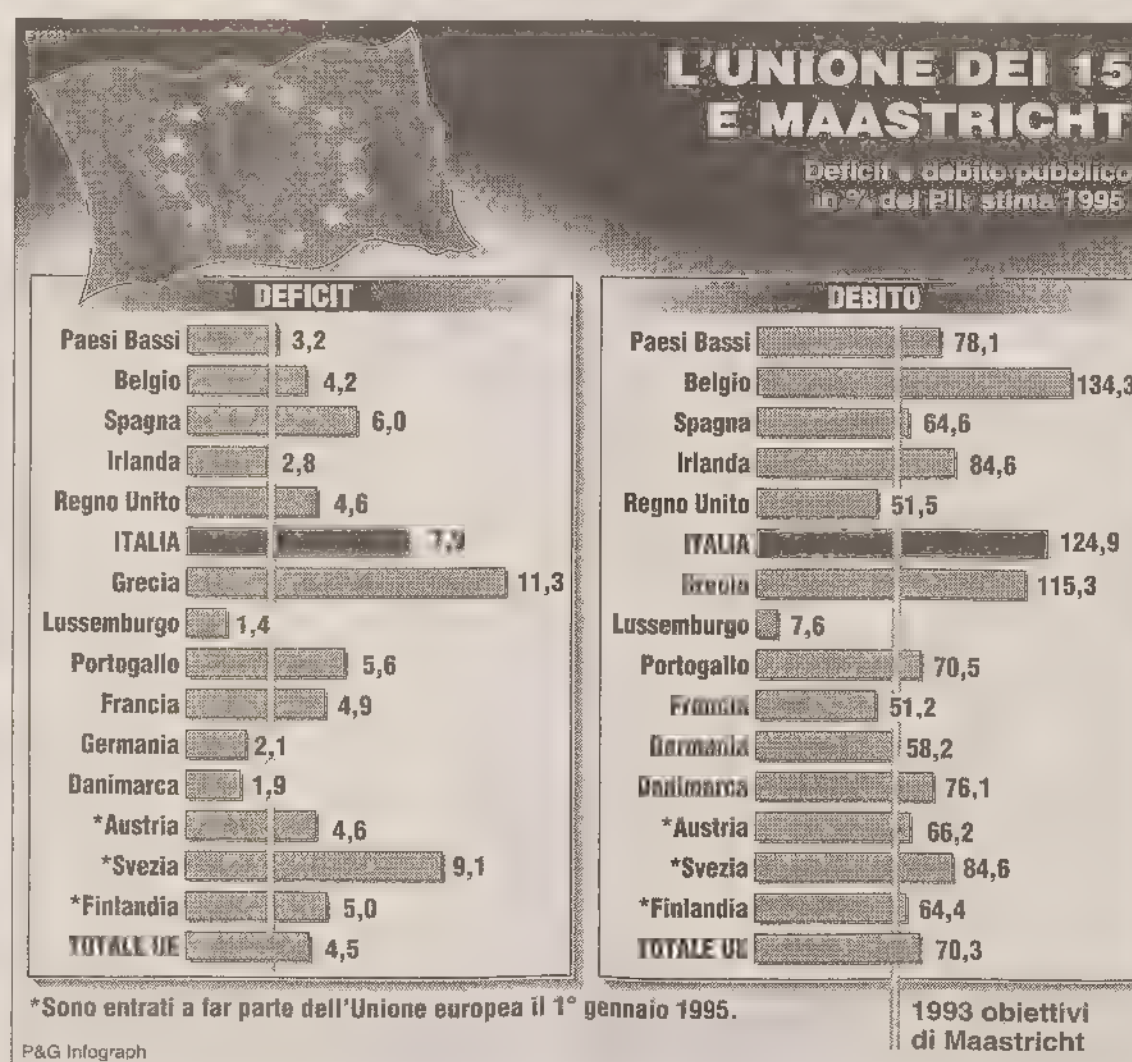 L'UNIONE DEI 15
E MAASTRICHT
Deficit e debito pubblico
in % del Pil: stima 1995
DEFICIT
Paesi Bassi 3,2
Belgio 4,2
Spagna 6,0
Irlanda 2,8
Regno Unito 4,6
ITALIA
Grecia 11,3
Lussemburgo 1,4
Portogallo 5,6
Francia 4,9
Germania 2,1
Danimarca 1,9
*Austria 4,6
*Svezia 9,1
*Finlandia 5,0
TOTALE UE 4,5
DEBITO
Paesi Bassi 78,1
Belgio 134,3
Spagna 64,6
Irlanda 84,6
Regno Unito 51,5
ITALIA 124,9
Grecia 115,3
Lussemburgo 7,6
Portogallo 70,5
Francia 51,2
Germania 58,2
Danimarca 76,1
*Austria 66,2
*Svezia 84,6
*Finlandia 64,4
TOTALE UE 70,3
*Sono entrati a far parte dell'Unione europea il 1° gennaio 1995.
1993 obiettivi
di Maastricht
P&G Infograph